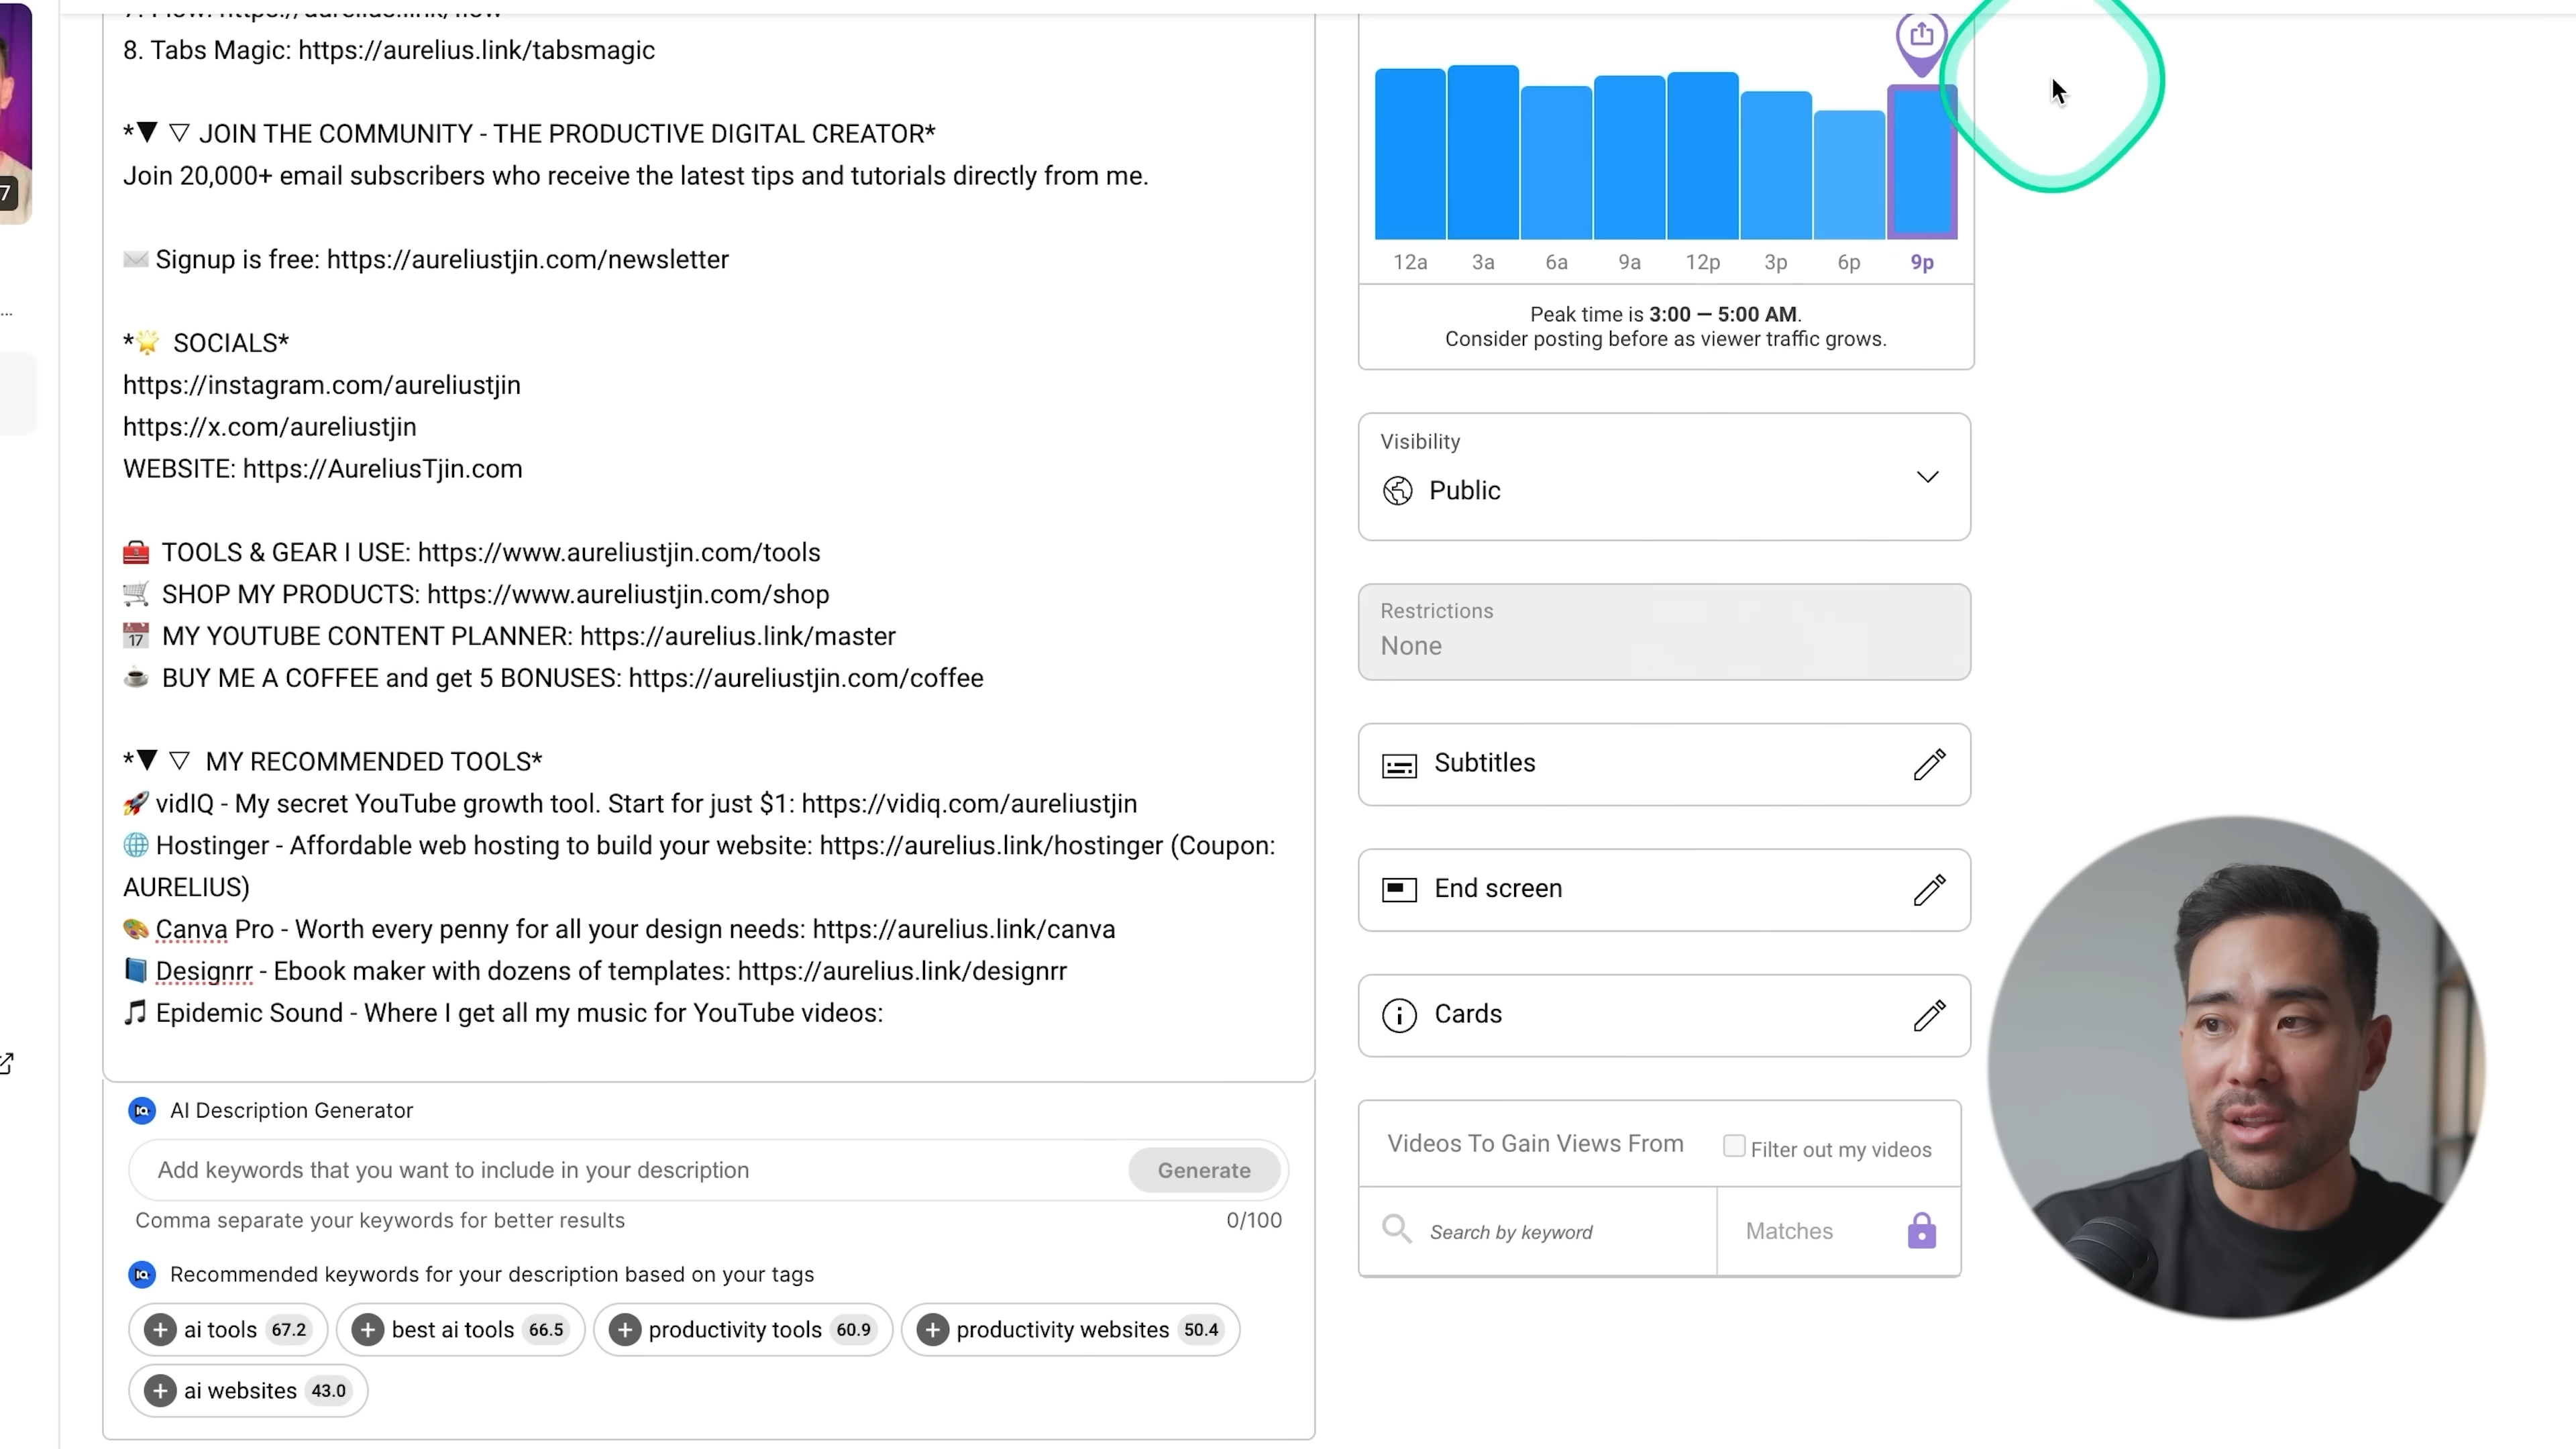 8. Tabs Magic: https://aurelius.link/tabsmagic
*▼ ▽ JOIN THE COMMUNITY - THE PRODUCTIVE DIGITAL CREATOR*
Join 20,000+ email subscribers who receive the latest tips and tutorials directly from me.
✉️ Signup is free: https://aureliustjin.com/newsletter
*🌟 SOCIALS*
https://instagram.com/aureliustjin
https://x.com/aureliustjin
WEBSITE: https://AureliusTjin.com
🧰 TOOLS & GEAR I USE: https://www.aureliustjin.com/tools
🛒 SHOP MY PRODUCTS: https://www.aureliustjin.com/shop
📅 MY YOUTUBE CONTENT PLANNER: https://aurelius.link/master
☕ BUY ME A COFFEE and get 5 BONUSES: https://aureliustjin.com/coffee
*▼ ▽ MY RECOMMENDED TOOLS*
🚀 vidIQ - My secret YouTube growth tool. Start for just $1: https://vidiq.com/aureliustjin
🌐 Hostinger - Affordable web hosting to build your website: https://aurelius.link/hostinger (Coupon:
AURELIUS)
🎨 Canva Pro - Worth every penny for all your design needs: https://aurelius.link/canva
📘 Designrr - Ebook maker with dozens of templates: https://aurelius.link/designrr
🎵 Epidemic Sound - Where I get all my music for YouTube videos:
AI Description Generator
Add keywords that you want to include in your description
Generate
Comma separate your keywords for better results
0/100
Recommended keywords for your description based on your tags
ai tools 67.2
best ai tools 66.5
productivity tools 60.9
productivity websites 50.4
ai websites 43.0
12a 3a 6a 9a 12p 3p 6p 9p
Peak time is 3:00 — 5:00 AM.
Consider posting before as viewer traffic grows.
Visibility
Public
Restrictions
None
Subtitles
End screen
Cards
Videos To Gain Views From
Filter out my videos
Search by keyword
Matches
7